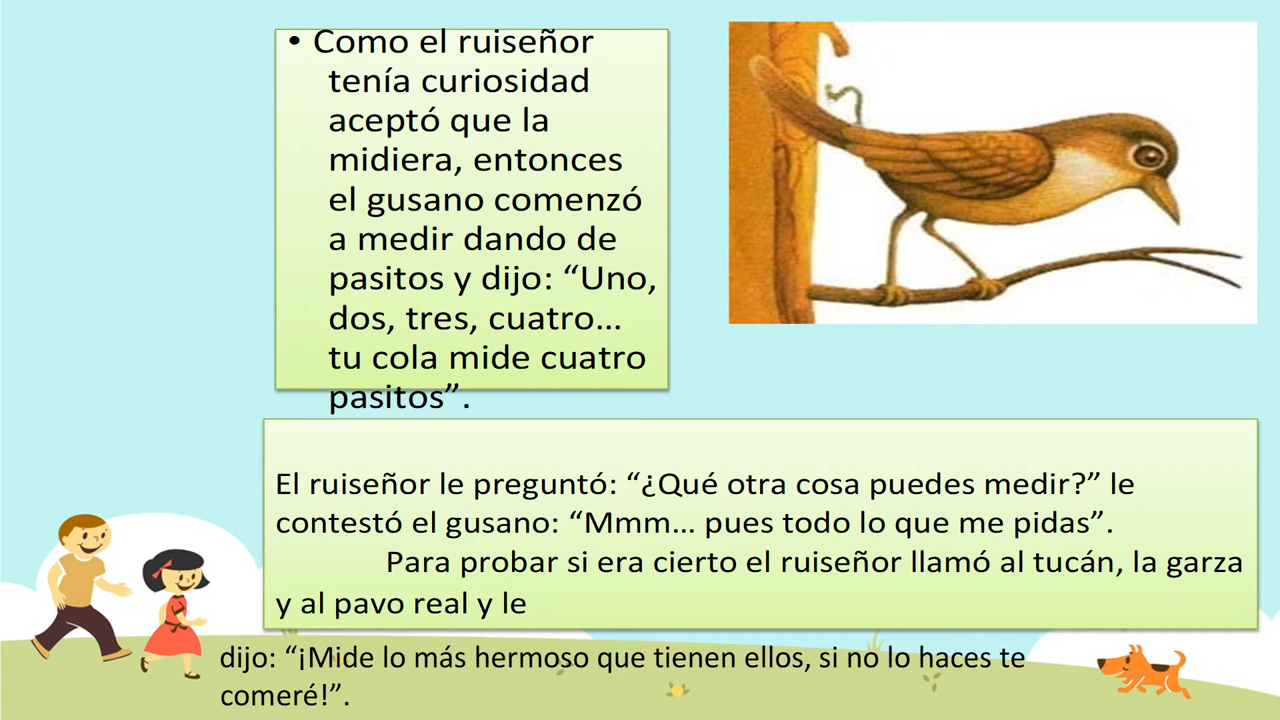 • Como el ruiseñor
tenía curiosidad
aceptó que la
midiera, entonces
el gusano comenzó
a medir dando de
pasitos y dijo: “Uno,
dos, tres, cuatro…
tu cola mide cuatro
pasitos”.
El ruiseñor le preguntó: “¿Qué otra cosa puedes medir?” le
contestó el gusano: “Mmm… pues todo lo que me pidas”.
Para probar si era cierto el ruiseñor llamó al tucán, la garza
y al pavo real y le
dijo: “¡Mide lo más hermoso que tienen ellos, si no lo haces te
comeré!”.